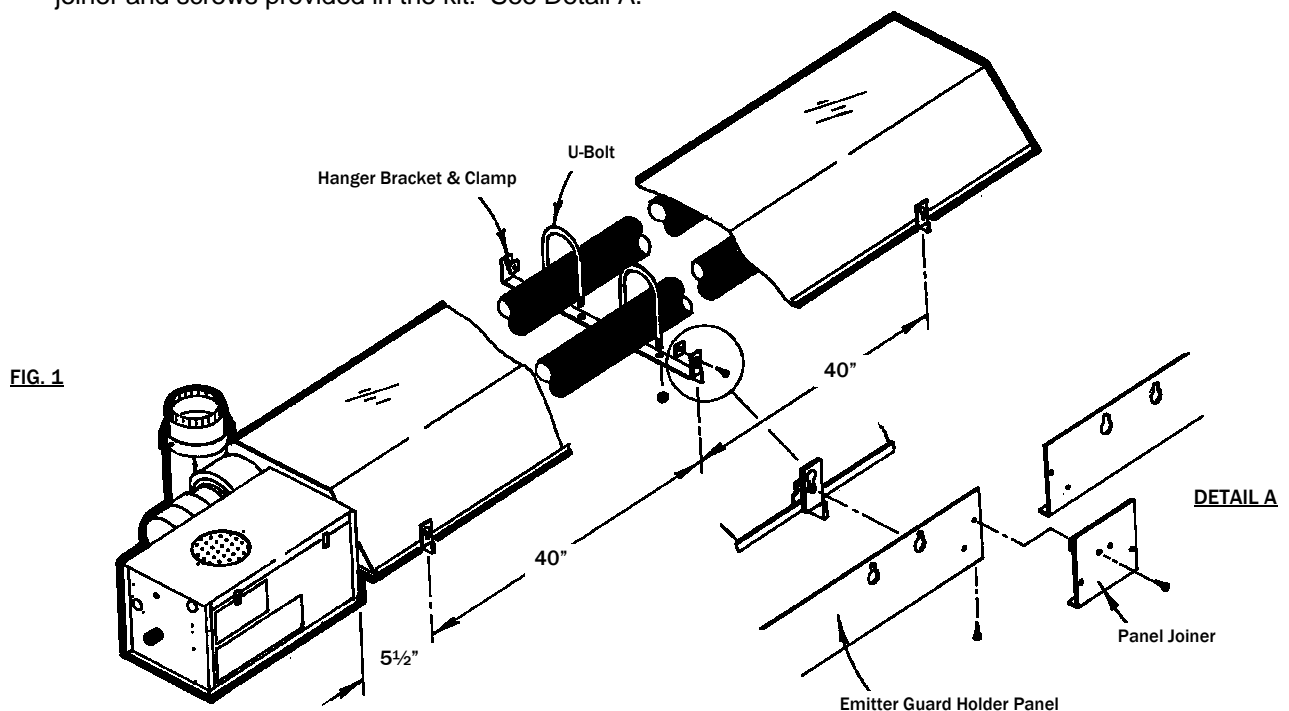 joiner and screws provided in the kit. See Detail A.
U-Bolt
Hanger Bracket & Clamp
40”
FIG. 1
DETAIL A
40”
Panel Joiner
5½”
Emitter Guard Holder Panel